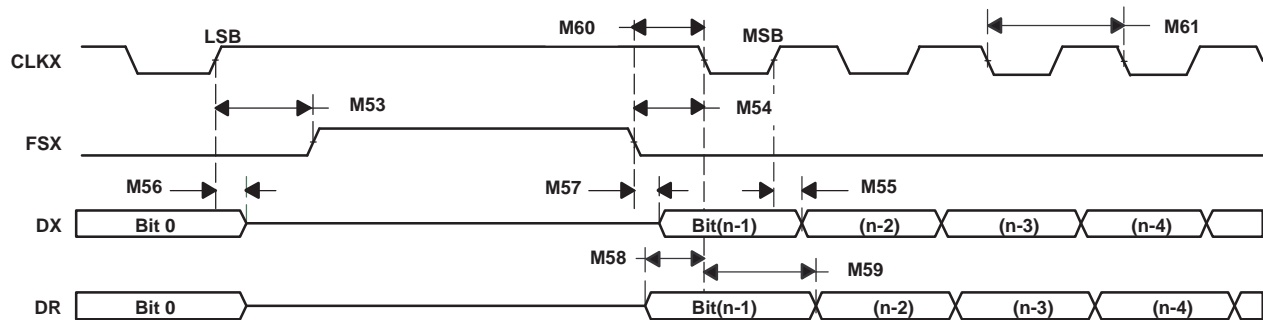 LSB M60 MSB M61
CLKX
M53 M54
FSX
M56 M57 M55
DX Bit 0 Bit(n-1) (n-2) (n-3) (n-4)
M58 M59
DR Bit 0 Bit(n-1) (n-2) (n-3) (n-4)